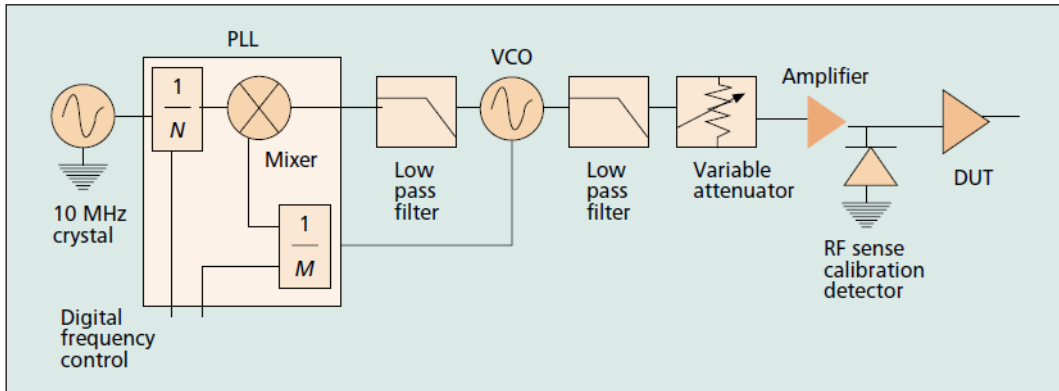 PLL
VCO
Amplifier
1
N
Mixer
Low
pass
filter
Low
pass
filter
Variable
attenuator
DUT
10 MHz
crystal
1
M
RF sense
calibration
detector
Digital
frequency
control